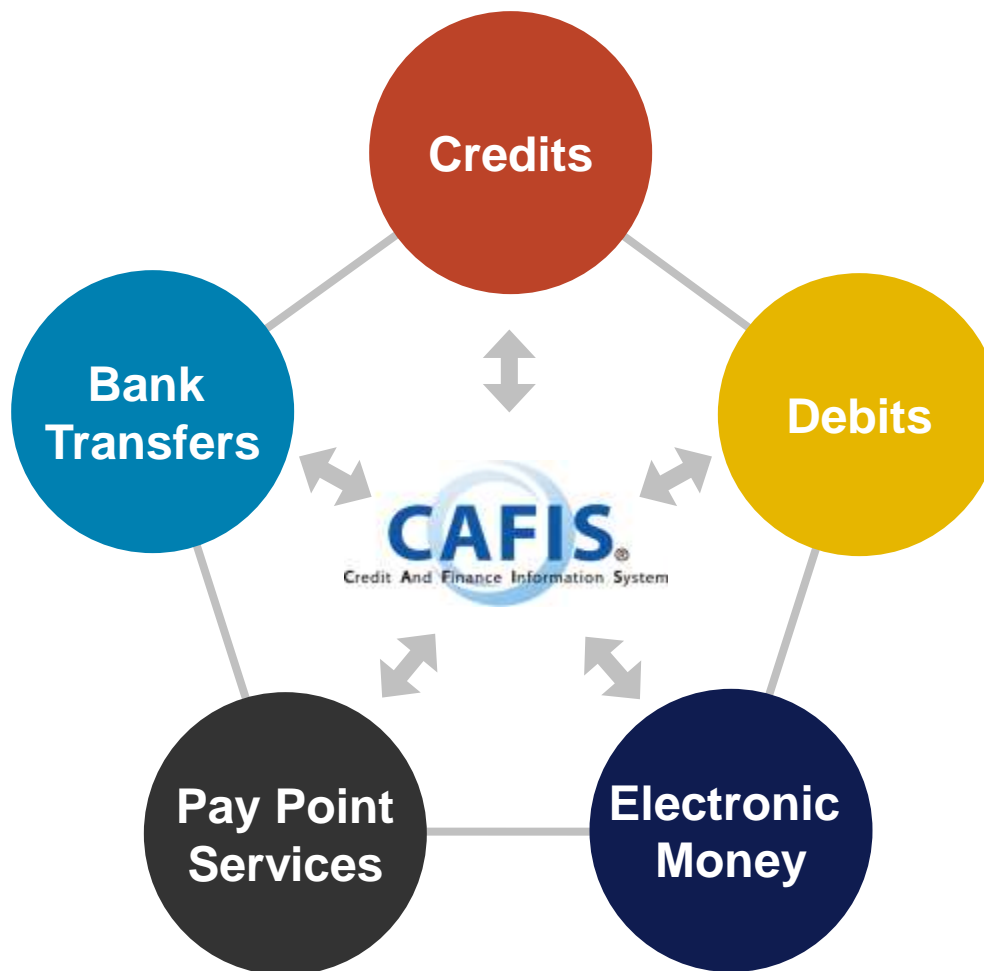 Credits
Bank
Transfers
Debits
CAFIS®
Credit And Finance Information System
Pay Point
Services
Electronic
Money